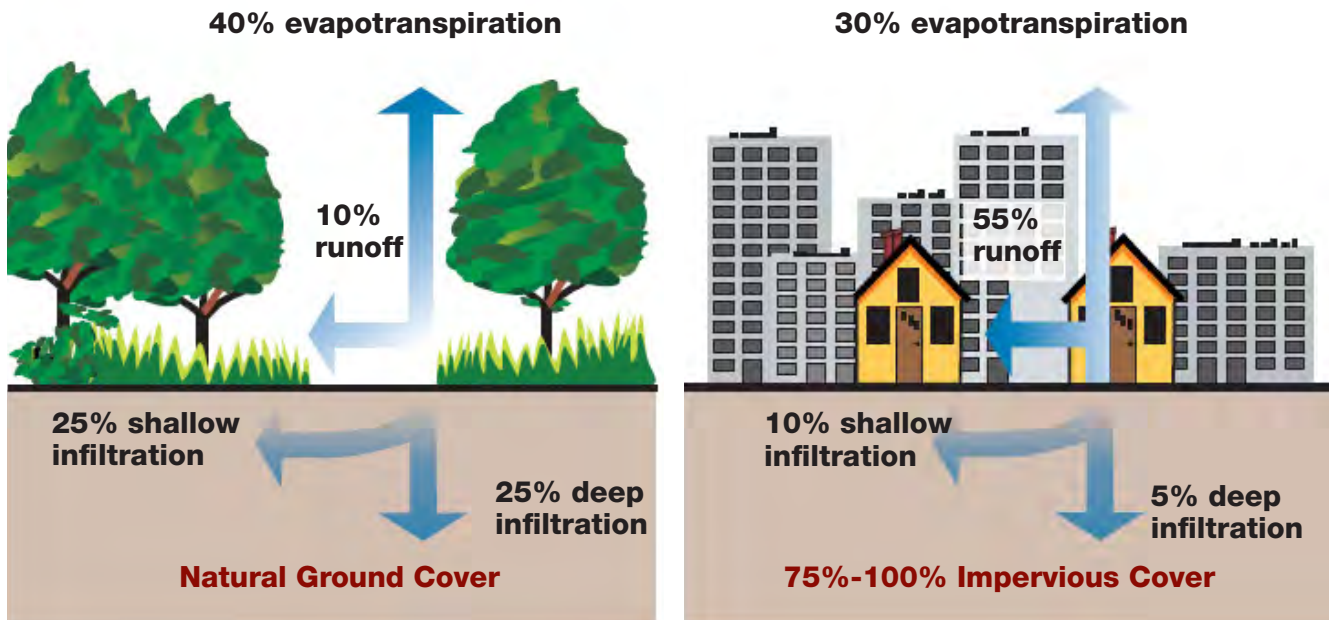 40% evapotranspiration
10%
runoff
25% shallow
infiltration
25% deep
infiltration
Natural Ground Cover
30% evapotranspiration
55%
runoff
10% shallow
infiltration
5% deep
infiltration
75%-100% Impervious Cover